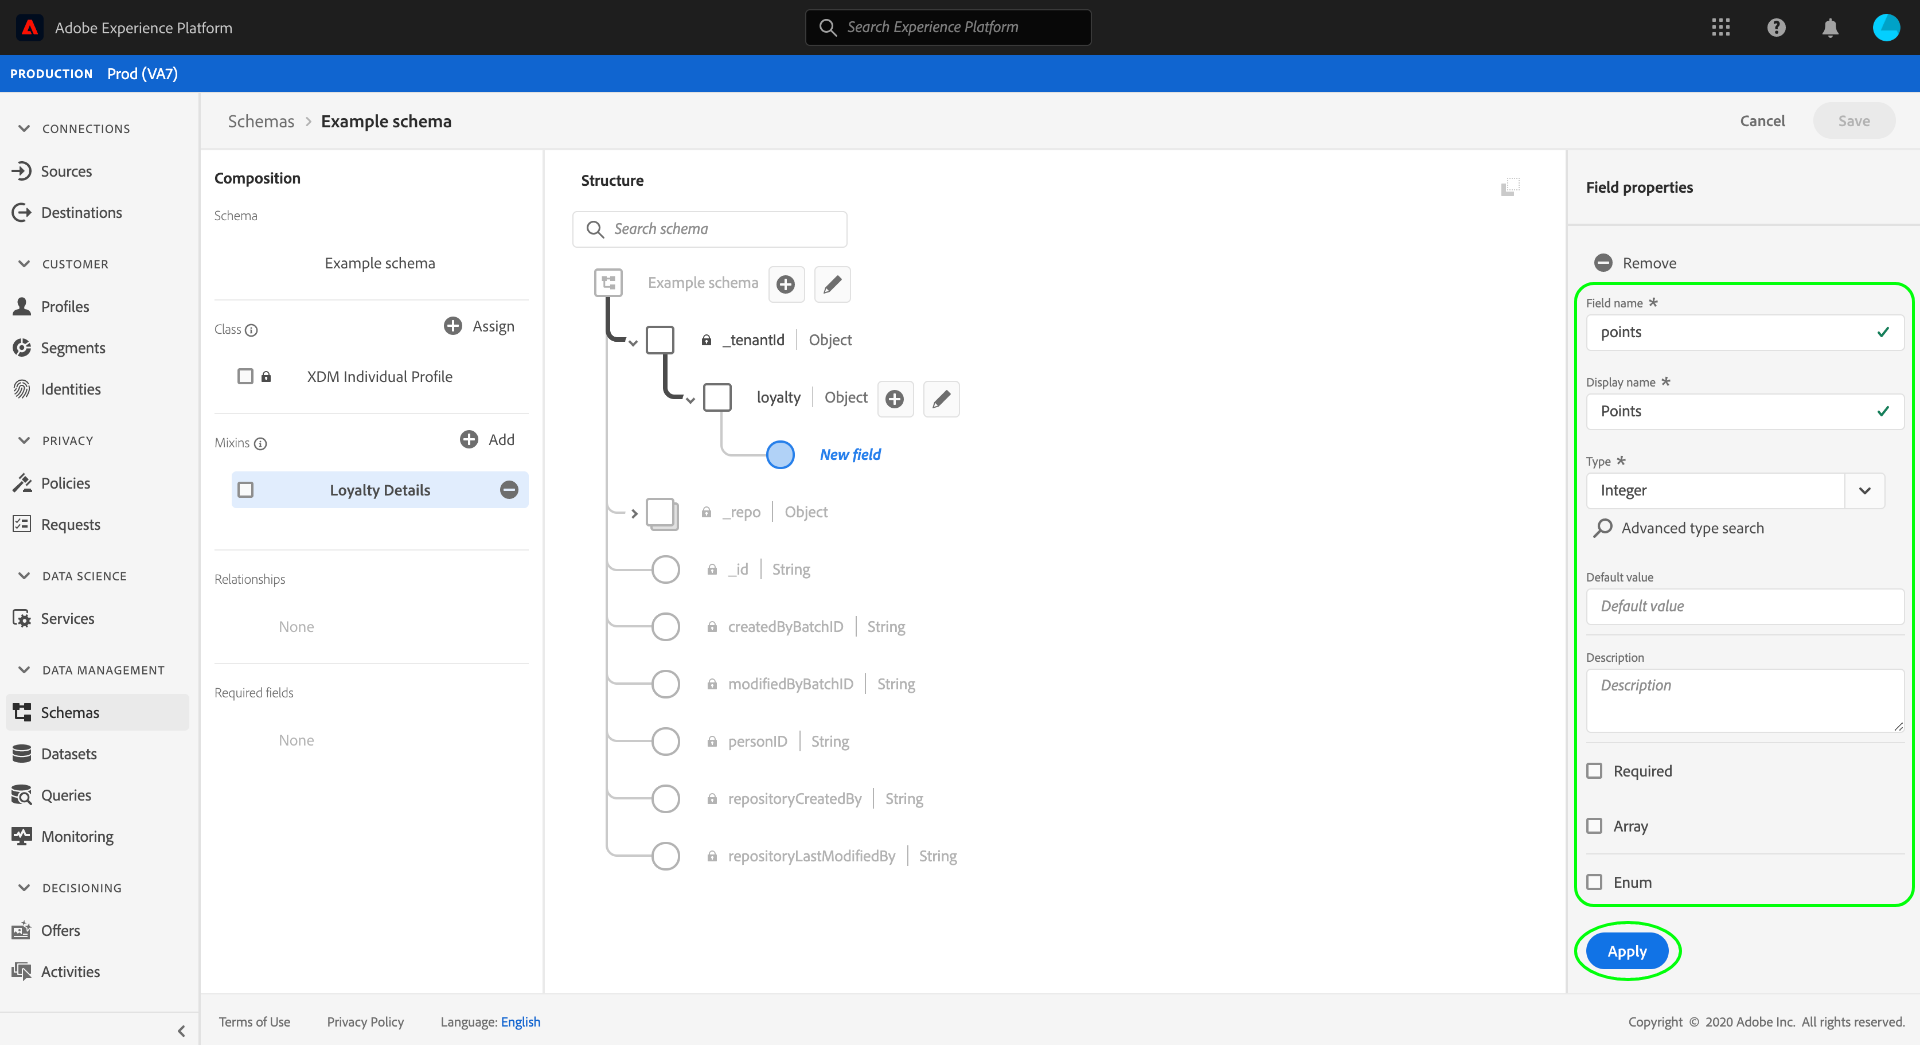 Adobe Experience Platform
Search Experience Platform
PRODUCTION Prod (VA7)
CONNECTIONS
Sources
Destinations
CUSTOMER
Profiles
Segments
Identities
PRIVACY
Policies
Requests
DATA SCIENCE
Services
DATA MANAGEMENT
Schemas
Datasets
Queries
Monitoring
DECISIONING
Offers
Activities
Schemas > Example schema
Cancel Save
Composition
Schema
Example schema
Class Assign
XDM Individual Profile
Mixins Add
Loyalty Details
Relationships
None
Required fields
None
Structure
Search schema
Example schema
_tenantId | Object
loyalty | Object
New field
_repo | Object
_id | String
createdByBatchID | String
modifiedByBatchID | String
personID | String
repositoryCreatedBy | String
repositoryLastModifiedBy | String
Field properties
Remove
Field name *
points
Display name *
Points
Type *
Integer
Advanced type search
Default value
Default value
Description
Description
Required
Array
Enum
Apply
Terms of Use Privacy Policy Language: English
Copyright © 2020 Adobe Inc. All rights reserved.